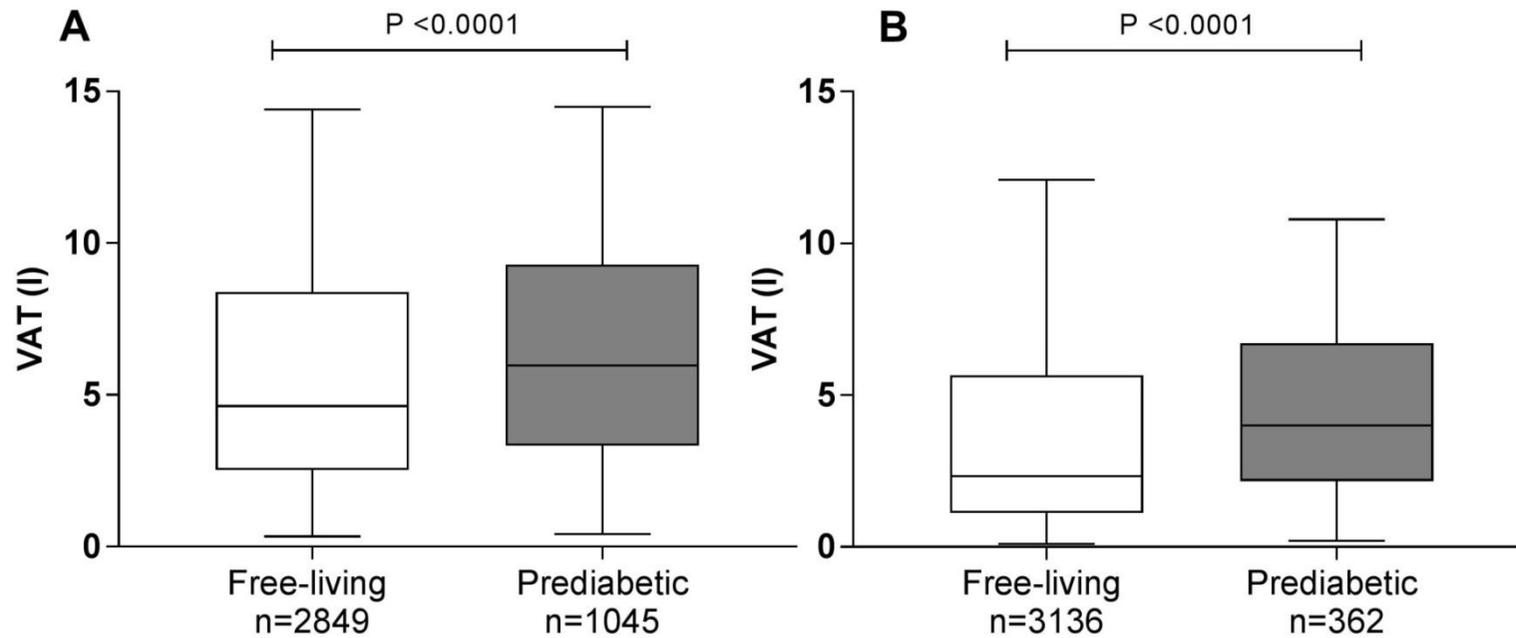 A
P <0.0001
15
10
5
0
VAT (l)
Free-living
n=2849
Prediabetic
n=1045
B
P <0.0001
15
10
5
0
VAT (l)
Free-living
n=3136
Prediabetic
n=362